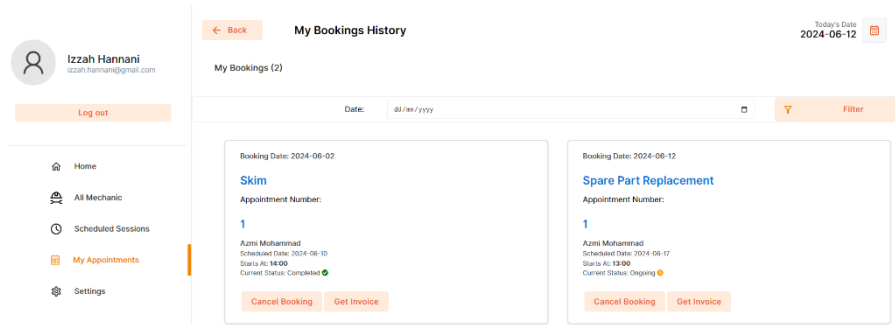 Back
My Bookings History
Today's Date
2024-06-12
Izzah Hannani
izzah.hannani@gmail.com
Log out
Home
All Mechanic
Scheduled Sessions
My Appointments
Settings
My Bookings (2)
Date:
dd/mm/yyyy
Filter
Booking Date: 2024-06-02
Skim
Appointment Number:
1
Azmi Mohammad
Scheduled Date: 2024-06-10
Starts At: 14:00
Current Status: Completed
Cancel Booking
Get Invoice
Booking Date: 2024-06-12
Spare Part Replacement
Appointment Number:
1
Azmi Mohammad
Scheduled Date: 2024-06-17
Starts At: 13:00
Current Status: Ongoing
Cancel Booking
Get Invoice